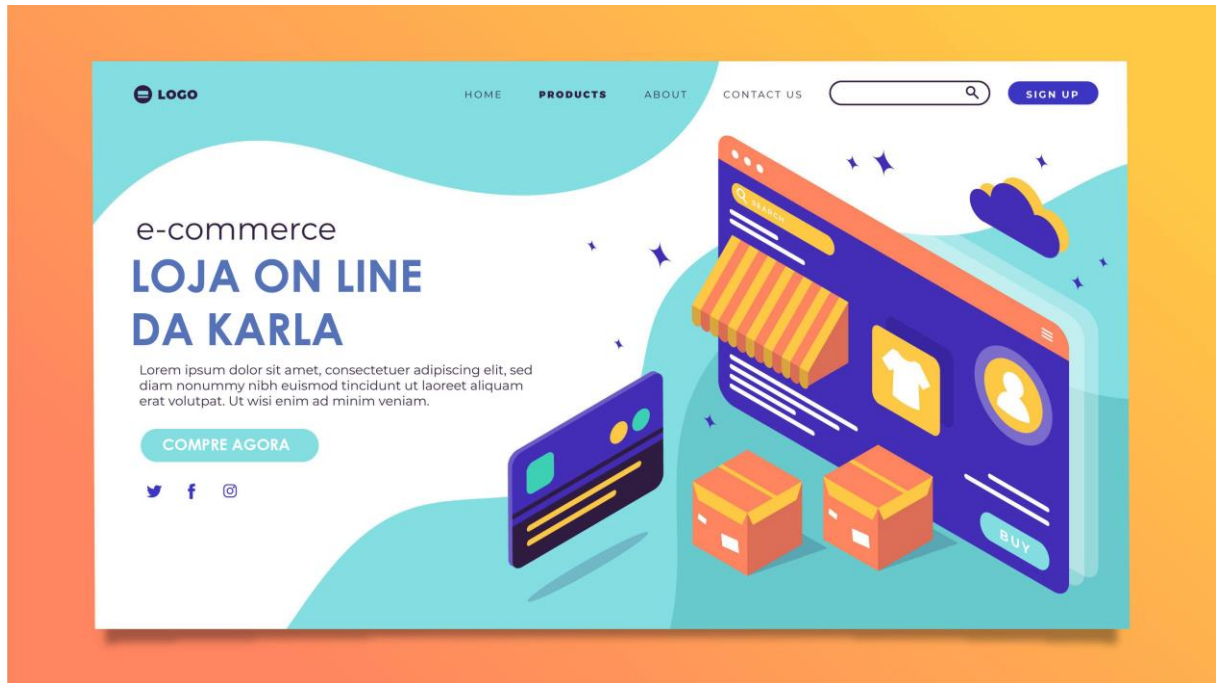 LOGO
HOME PRODUCTS ABOUT CONTACT US SIGN UP
e-commerce
LOJA ON LINE
DA KARLA
Lorem ipsum dolor sit amet, consectetuer adipiscing elit, sed
diam nonummy nibh euismod tincidunt ut laoreet aliquam
erat volutpat. Ut wisi enim ad minim veniam.
COMPRE AGORA
SEARCH
BUY